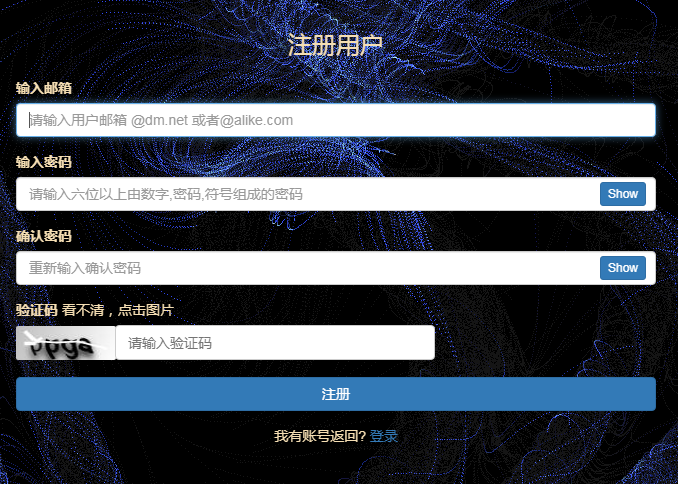 注册用户
输入邮箱
请输入用户邮箱 @dm.net 或者@alike.com
输入密码
请输入六位以上由数字,密码,符号组成的密码 Show
确认密码
重新输入确认密码 Show
验证码 看不清，点击图片
请输入验证码
注册
我有账号返回? 登录